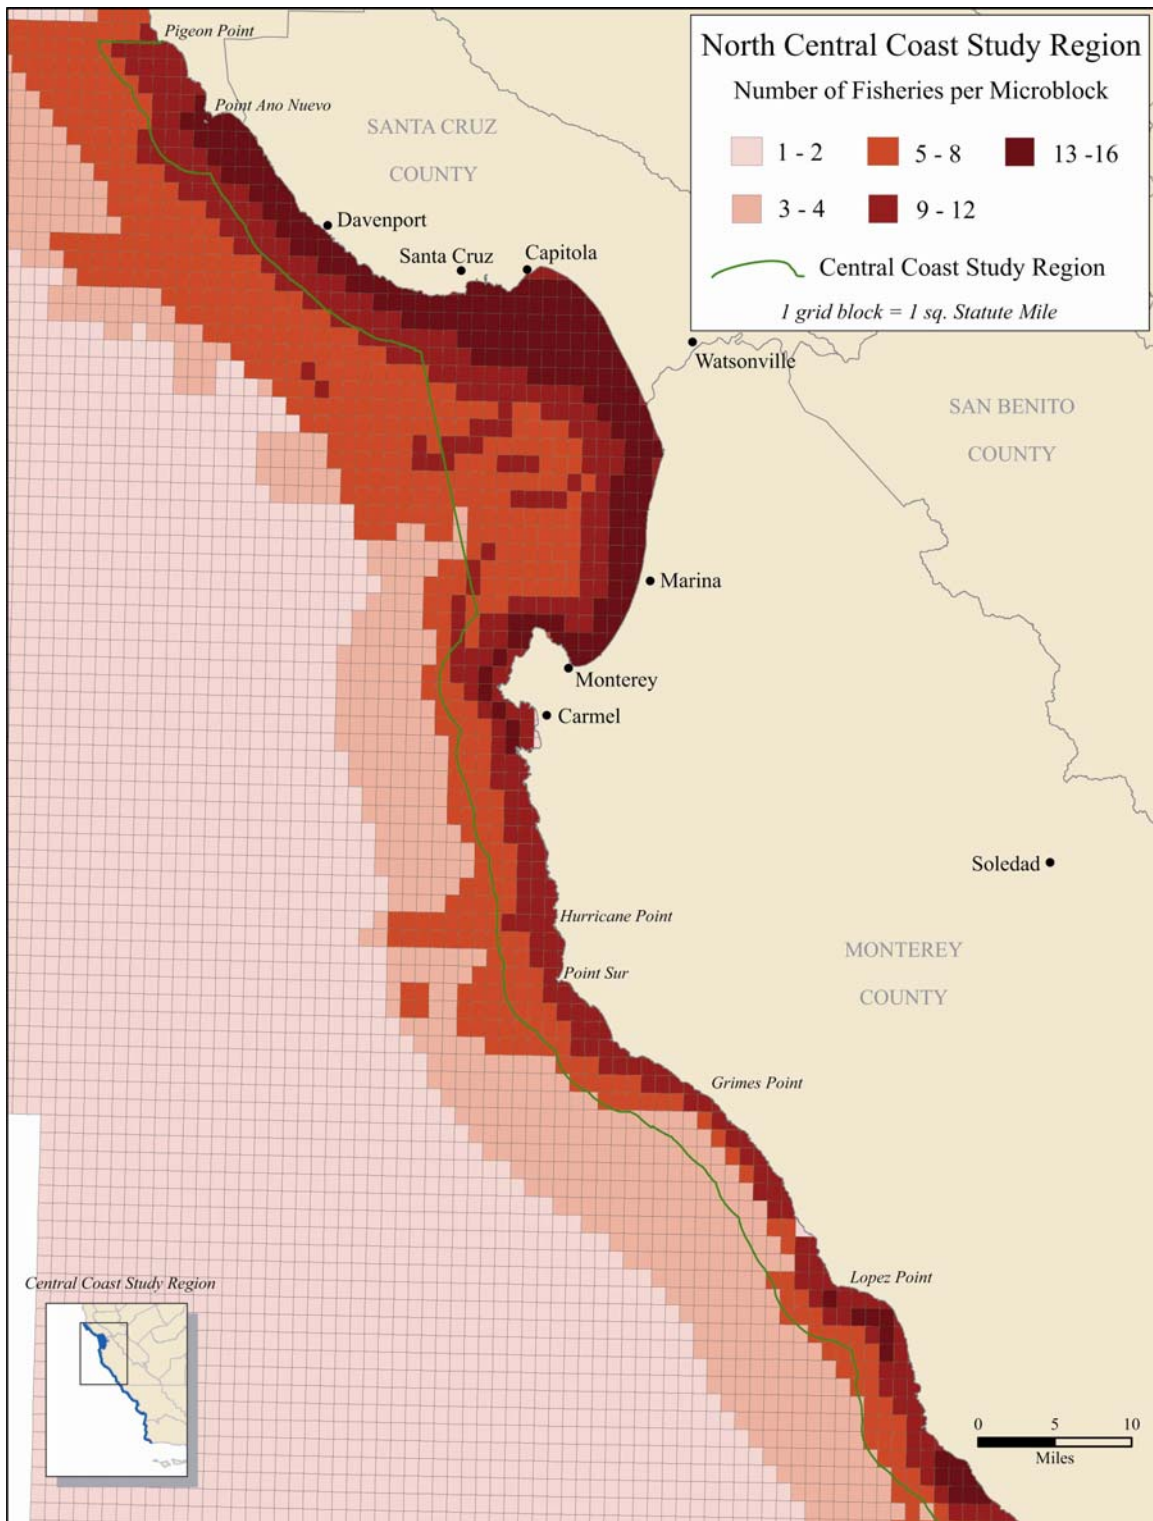 North Central Coast Study Region
Number of Fisheries per Microblock
1 - 2
5 - 8
13 -16
3 - 4
9 - 12
Central Coast Study Region
1 grid block = 1 sq. Statute Mile
Pigeon Point
Point Ano Nuevo
SANTA CRUZ
COUNTY
Davenport
Santa Cruz
Capitola
Watsonville
SAN BENITO
COUNTY
Marina
Monterey
Carmel
Soledad
Hurricane Point
MONTEREY
COUNTY
Point Sur
Grimes Point
Lopez Point
Central Coast Study Region
0 5 10
Miles